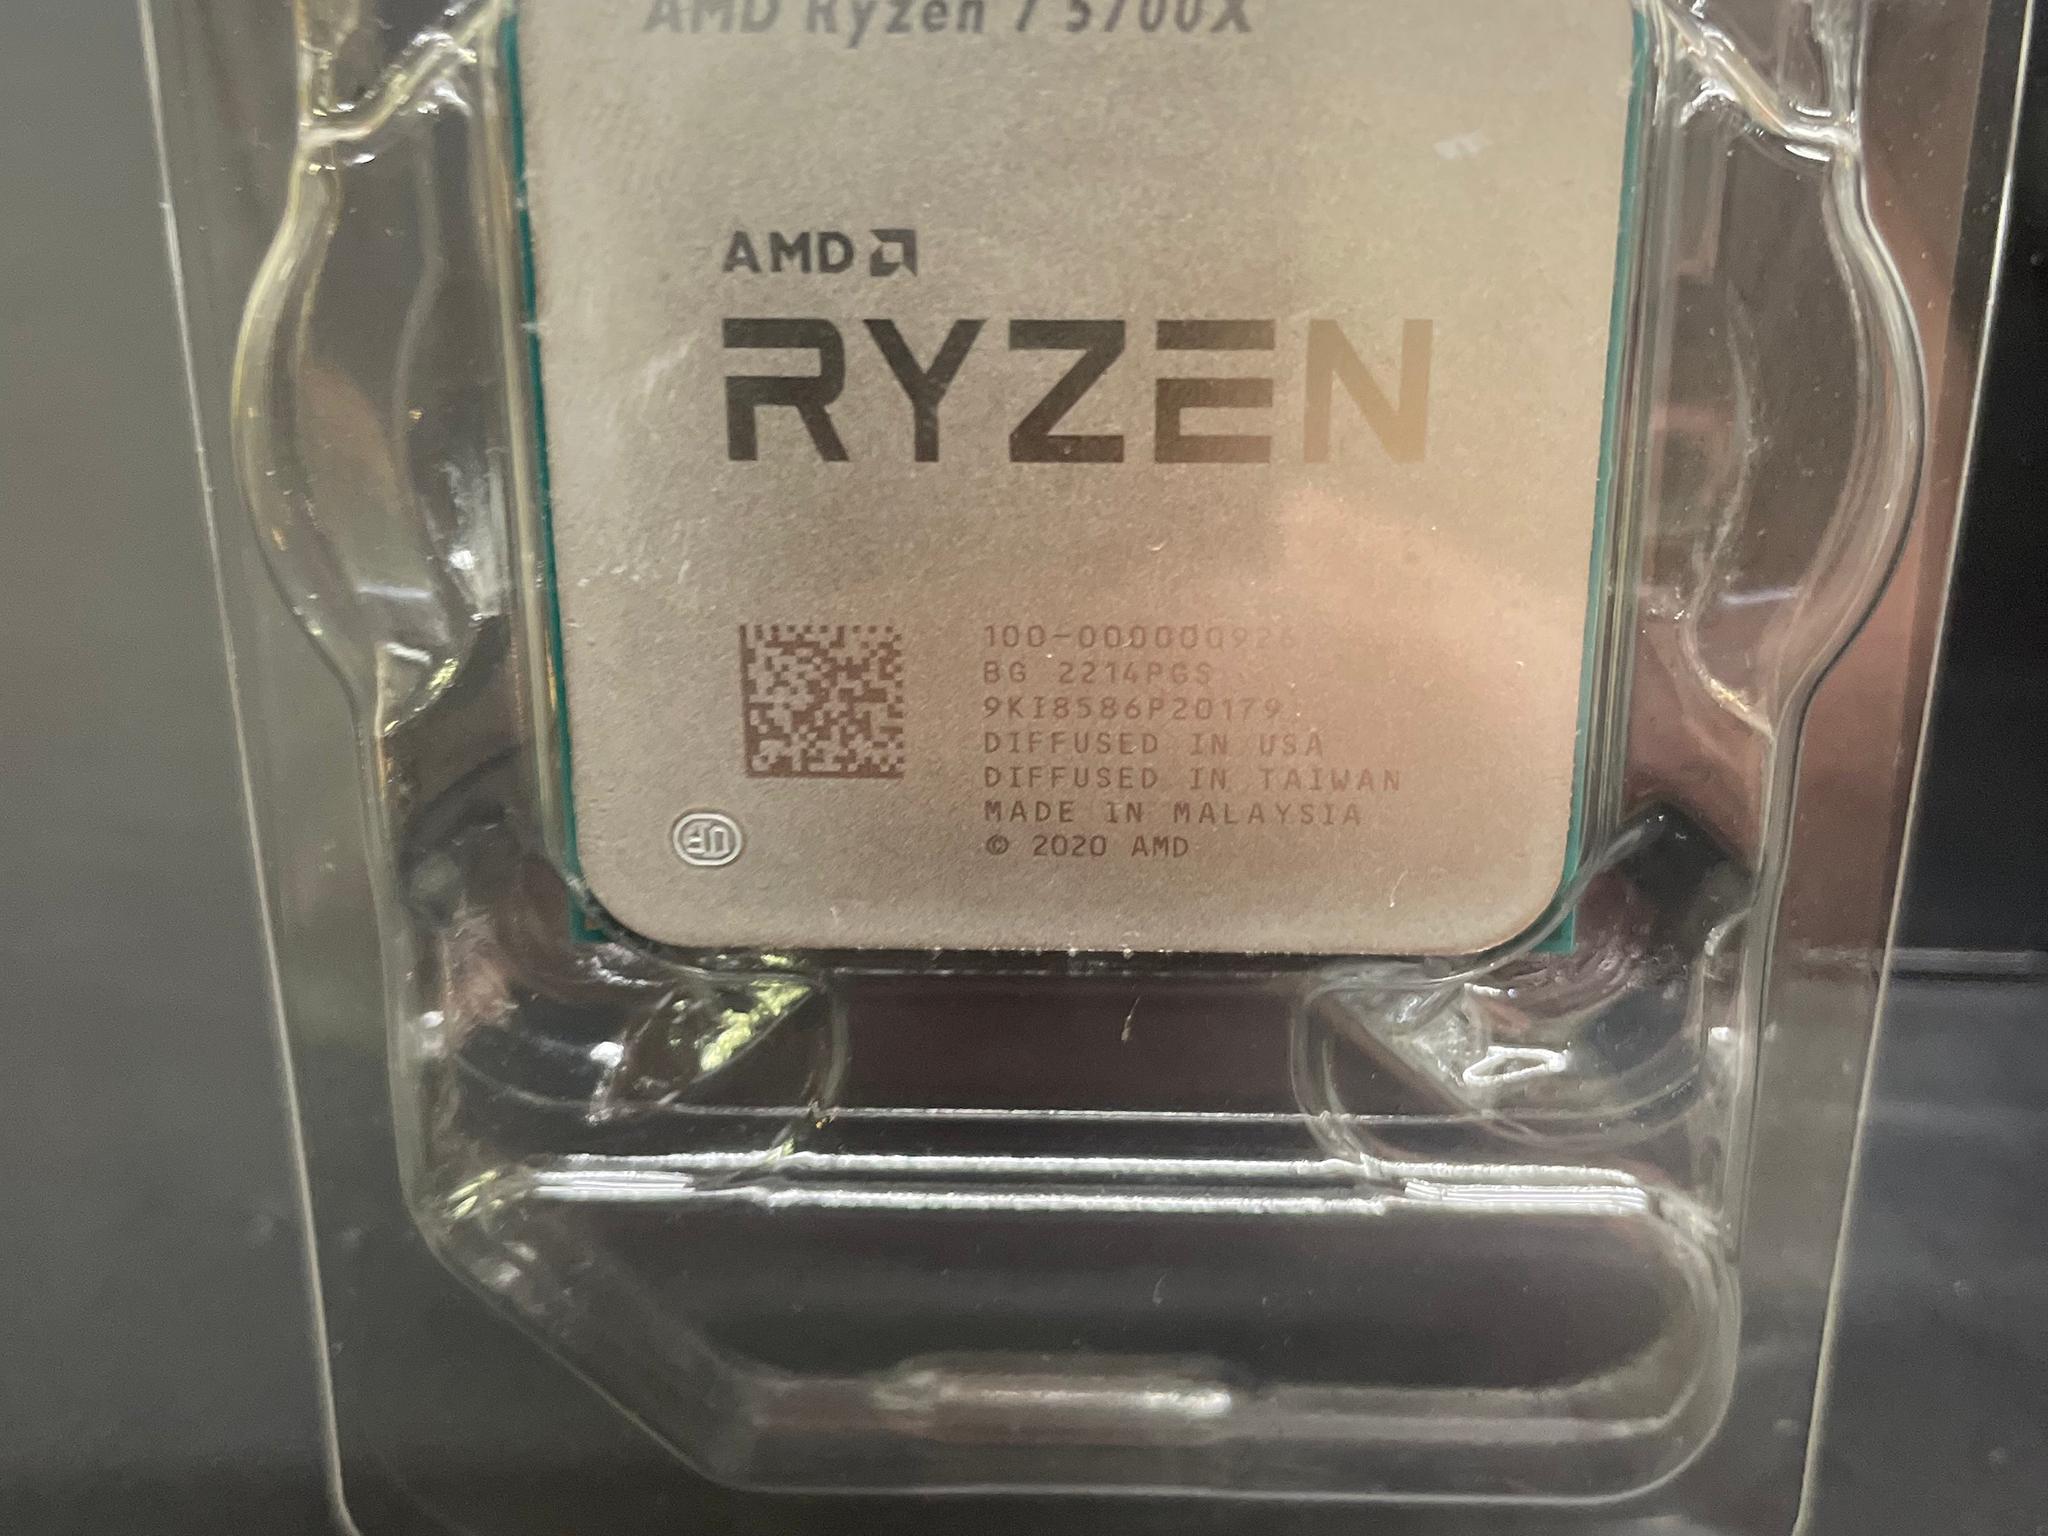 AMD Ryzen 7 5700X
AMD
RYZEN
100-000000926
BG 2214PGS
9KI8586P20179
DIFFUSED IN USA
DIFFUSED IN TAIWAN
MADE IN MALAYSIA
© 2020 AMD
UF